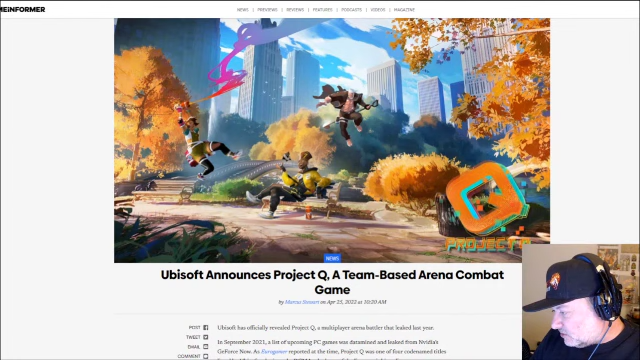 MEINFORMER
NEWS | PREVIEWS | REVIEWS | FEATURES | PODCASTS | VIDEOS | MAGAZINE
PROJECT Q
NEWS
Ubisoft Announces Project Q, A Team-Based Arena Combat
Game
by Marcus Stewart on Apr 25, 2022 at 10:20 AM
POST
TWEET
EMAIL
COMMENT
Ubisoft has officially revealed Project Q, a multiplayer arena battler that leaked last year.
In September 2021, a list of upcoming PC games was datamined and leaked from Nvidia's
GeForce Now. As Eurogamer reported at the time, Project Q was one of four codenamed titles